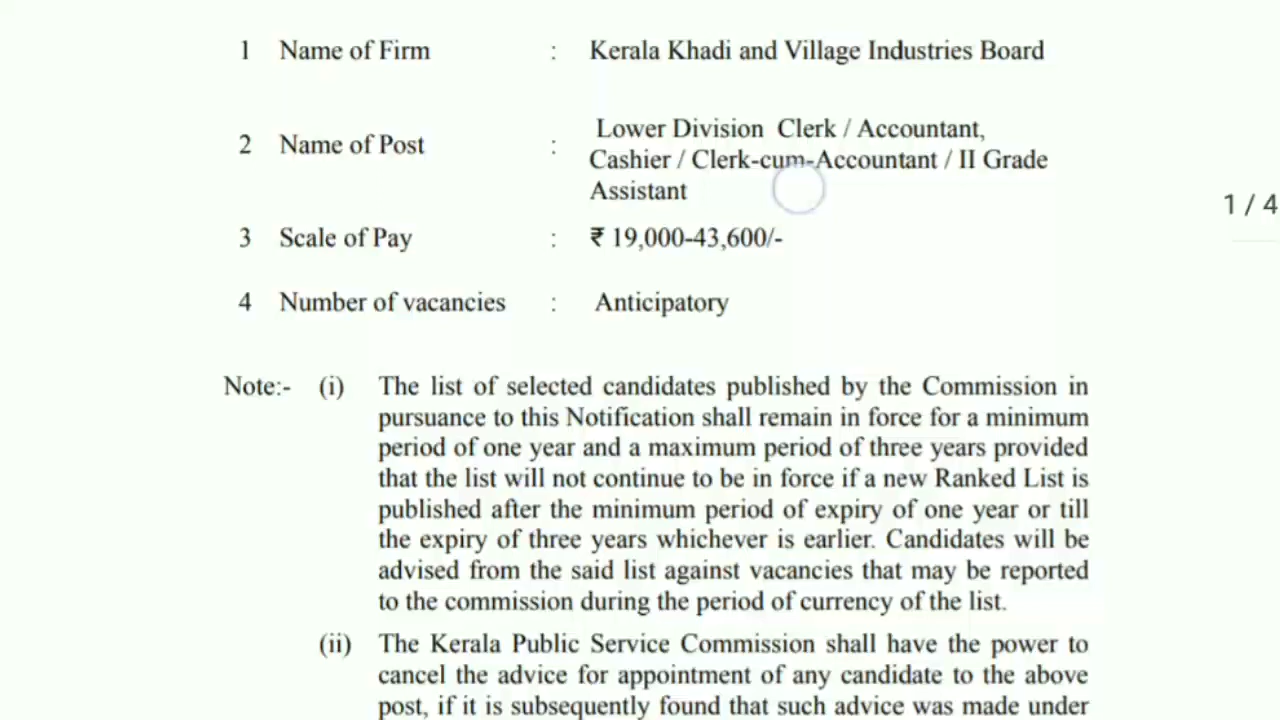 1 Name of Firm : Kerala Khadi and Village Industries Board
2 Name of Post : Lower Division Clerk / Accountant,
Cashier / Clerk-cum-Accountant / II Grade
Assistant
1 / 4
3 Scale of Pay : ₹ 19,000-43,600/-
4 Number of vacancies : Anticipatory
Note:- (i) The list of selected candidates published by the Commission in
pursuance to this Notification shall remain in force for a minimum
period of one year and a maximum period of three years provided
that the list will not continue to be in force if a new Ranked List is
published after the minimum period of expiry of one year or till
the expiry of three years whichever is earlier. Candidates will be
advised from the said list against vacancies that may be reported
to the commission during the period of currency of the list.
(ii) The Kerala Public Service Commission shall have the power to
cancel the advice for appointment of any candidate to the above
post, if it is subsequently found that such advice was made under